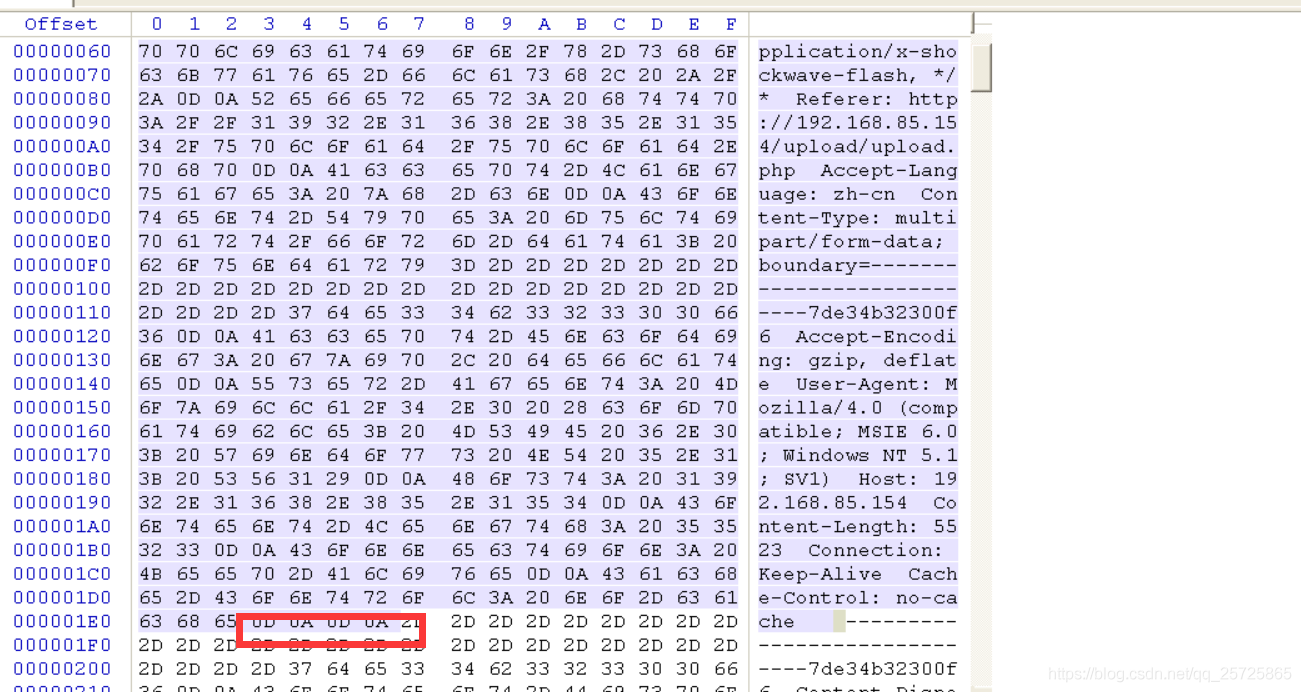 Offset 0 1 2 3 4 5 6 7 8 9 A B C D E F
00000060 70 70 6C 69 63 61 74 69 6F 6E 2F 78 2D 73 68 6F pplication/x-sho
00000070 63 6B 77 61 76 65 2D 66 6C 61 73 68 2C 20 2A 2F ckwave-flash, */
00000080 2A 0D 0A 52 65 66 65 72 65 72 3A 20 68 74 74 70 * Referer: http
00000090 3A 2F 2F 31 39 32 2E 31 36 38 2E 38 35 2E 31 35 ://192.168.85.15
000000A0 34 2F 75 70 6C 6F 61 64 2F 75 70 6C 6F 61 64 2E 4/upload/upload.
000000B0 70 68 70 0D 0A 41 63 63 65 70 74 2D 4C 61 6E 67 php Accept-Lang
000000C0 75 61 67 65 3A 20 7A 68 2D 63 6E 0D 0A 43 6F 6E uage: zh-cn Con
000000D0 74 65 6E 74 2D 54 79 70 65 3A 20 6D 75 6C 74 69 tent-Type: multi
000000E0 70 61 72 74 2F 66 6F 72 6D 2D 64 61 74 61 3B 20 part/form-data;
000000F0 62 6F 75 6E 64 61 72 79 3D 2D 2D 2D 2D 2D 2D 2D boundary=-------
00000100 2D 2D 2D 2D 2D 2D 2D 2D 2D 2D 2D 2D 2D 2D 2D 2D ----------------
00000110 2D 2D 2D 2D 37 64 65 33 34 62 33 32 33 30 30 66 ----7de34b32300f
00000120 36 0D 0A 41 63 63 65 70 74 2D 45 6E 63 6F 64 69 6 Accept-Encodi
00000130 6E 67 3A 20 67 7A 69 70 2C 20 64 65 66 6C 61 74 ng: gzip, deflat
00000140 65 0D 0A 55 73 65 72 2D 41 67 65 6E 74 3A 20 4D e User-Agent: M
00000150 6F 7A 69 6C 6C 61 2F 34 2E 30 20 28 63 6F 6D 70 ozilla/4.0 (comp
00000160 61 74 69 62 6C 65 3B 20 4D 53 49 45 20 36 2E 30 atible; MSIE 6.0
00000170 3B 20 57 69 6E 64 6F 77 73 20 4E 54 20 35 2E 31 ; Windows NT 5.1
00000180 3B 20 53 56 31 29 0D 0A 48 6F 73 74 3A 20 31 39 ; SV1) Host: 19
00000190 32 2E 31 36 38 2E 38 35 2E 31 35 34 0D 0A 43 6F 2.168.85.154 Co
000001A0 6E 74 65 6E 74 2D 4C 65 6E 67 74 68 3A 20 35 35 ntent-Length: 55
000001B0 32 33 0D 0A 43 6F 6E 6E 65 63 74 69 6F 6E 3A 20 23 Connection:
000001C0 4B 65 65 70 2D 41 6C 69 76 65 0D 0A 43 61 63 68 Keep-Alive Cach
000001D0 65 2D 43 6F 6E 74 72 6F 6C 3A 20 6E 6F 2D 63 61 e-Control: no-ca
000001E0 63 68 65 0D 0A 0D 0A 2D 2D 2D 2D 2D 2D 2D 2D 2D che ---------
000001F0 2D 2D 2D 2D 2D 2D 2D 2D 2D 2D 2D 2D 2D 2D 2D 2D ----------------
00000200 2D 2D 2D 2D 37 64 65 33 34 62 33 32 33 30 30 66 ----7de34b32300f
00000210 36 0D 0A 43 6F 6E 74 65 6E 74 2D 44 69 73 70 6F 6 Content-Dispo
https://blog.csdn.net/qq_25725865